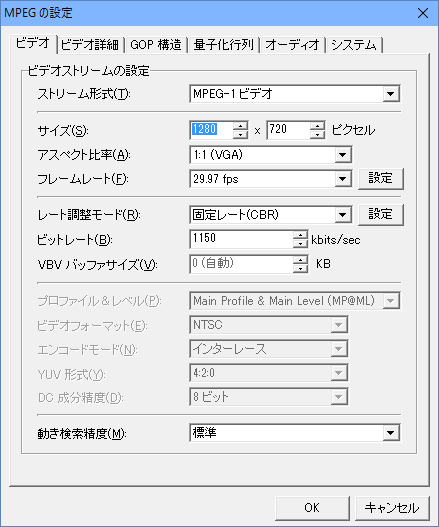 MPEG の設定
ビデオ ビデオ詳細 GOP 構造 量子化行列 オーディオ システム
ビデオストリームの設定
ストリーム形式(T): MPEG-1 ビデオ
サイズ(S): 1280 x 720 ピクセル
アスペクト比率(A): 1:1 (VGA)
フレームレート(F): 29.97 fps 設定
レート調整モード(R): 固定レート(CBR) 設定
ビットレート(B): 1150 kbits/sec
VBV バッファサイズ(V): 0 (自動) KB
プロファイル＆レベル(P): Main Profile & Main Level (MP@ML)
ビデオフォーマット(E): NTSC
エンコードモード(N): インターレース
YUV 形式(Y): 4:2:0
DC 成分精度(D): 8 ビット
動き検索精度(M): 標準
OK キャンセル